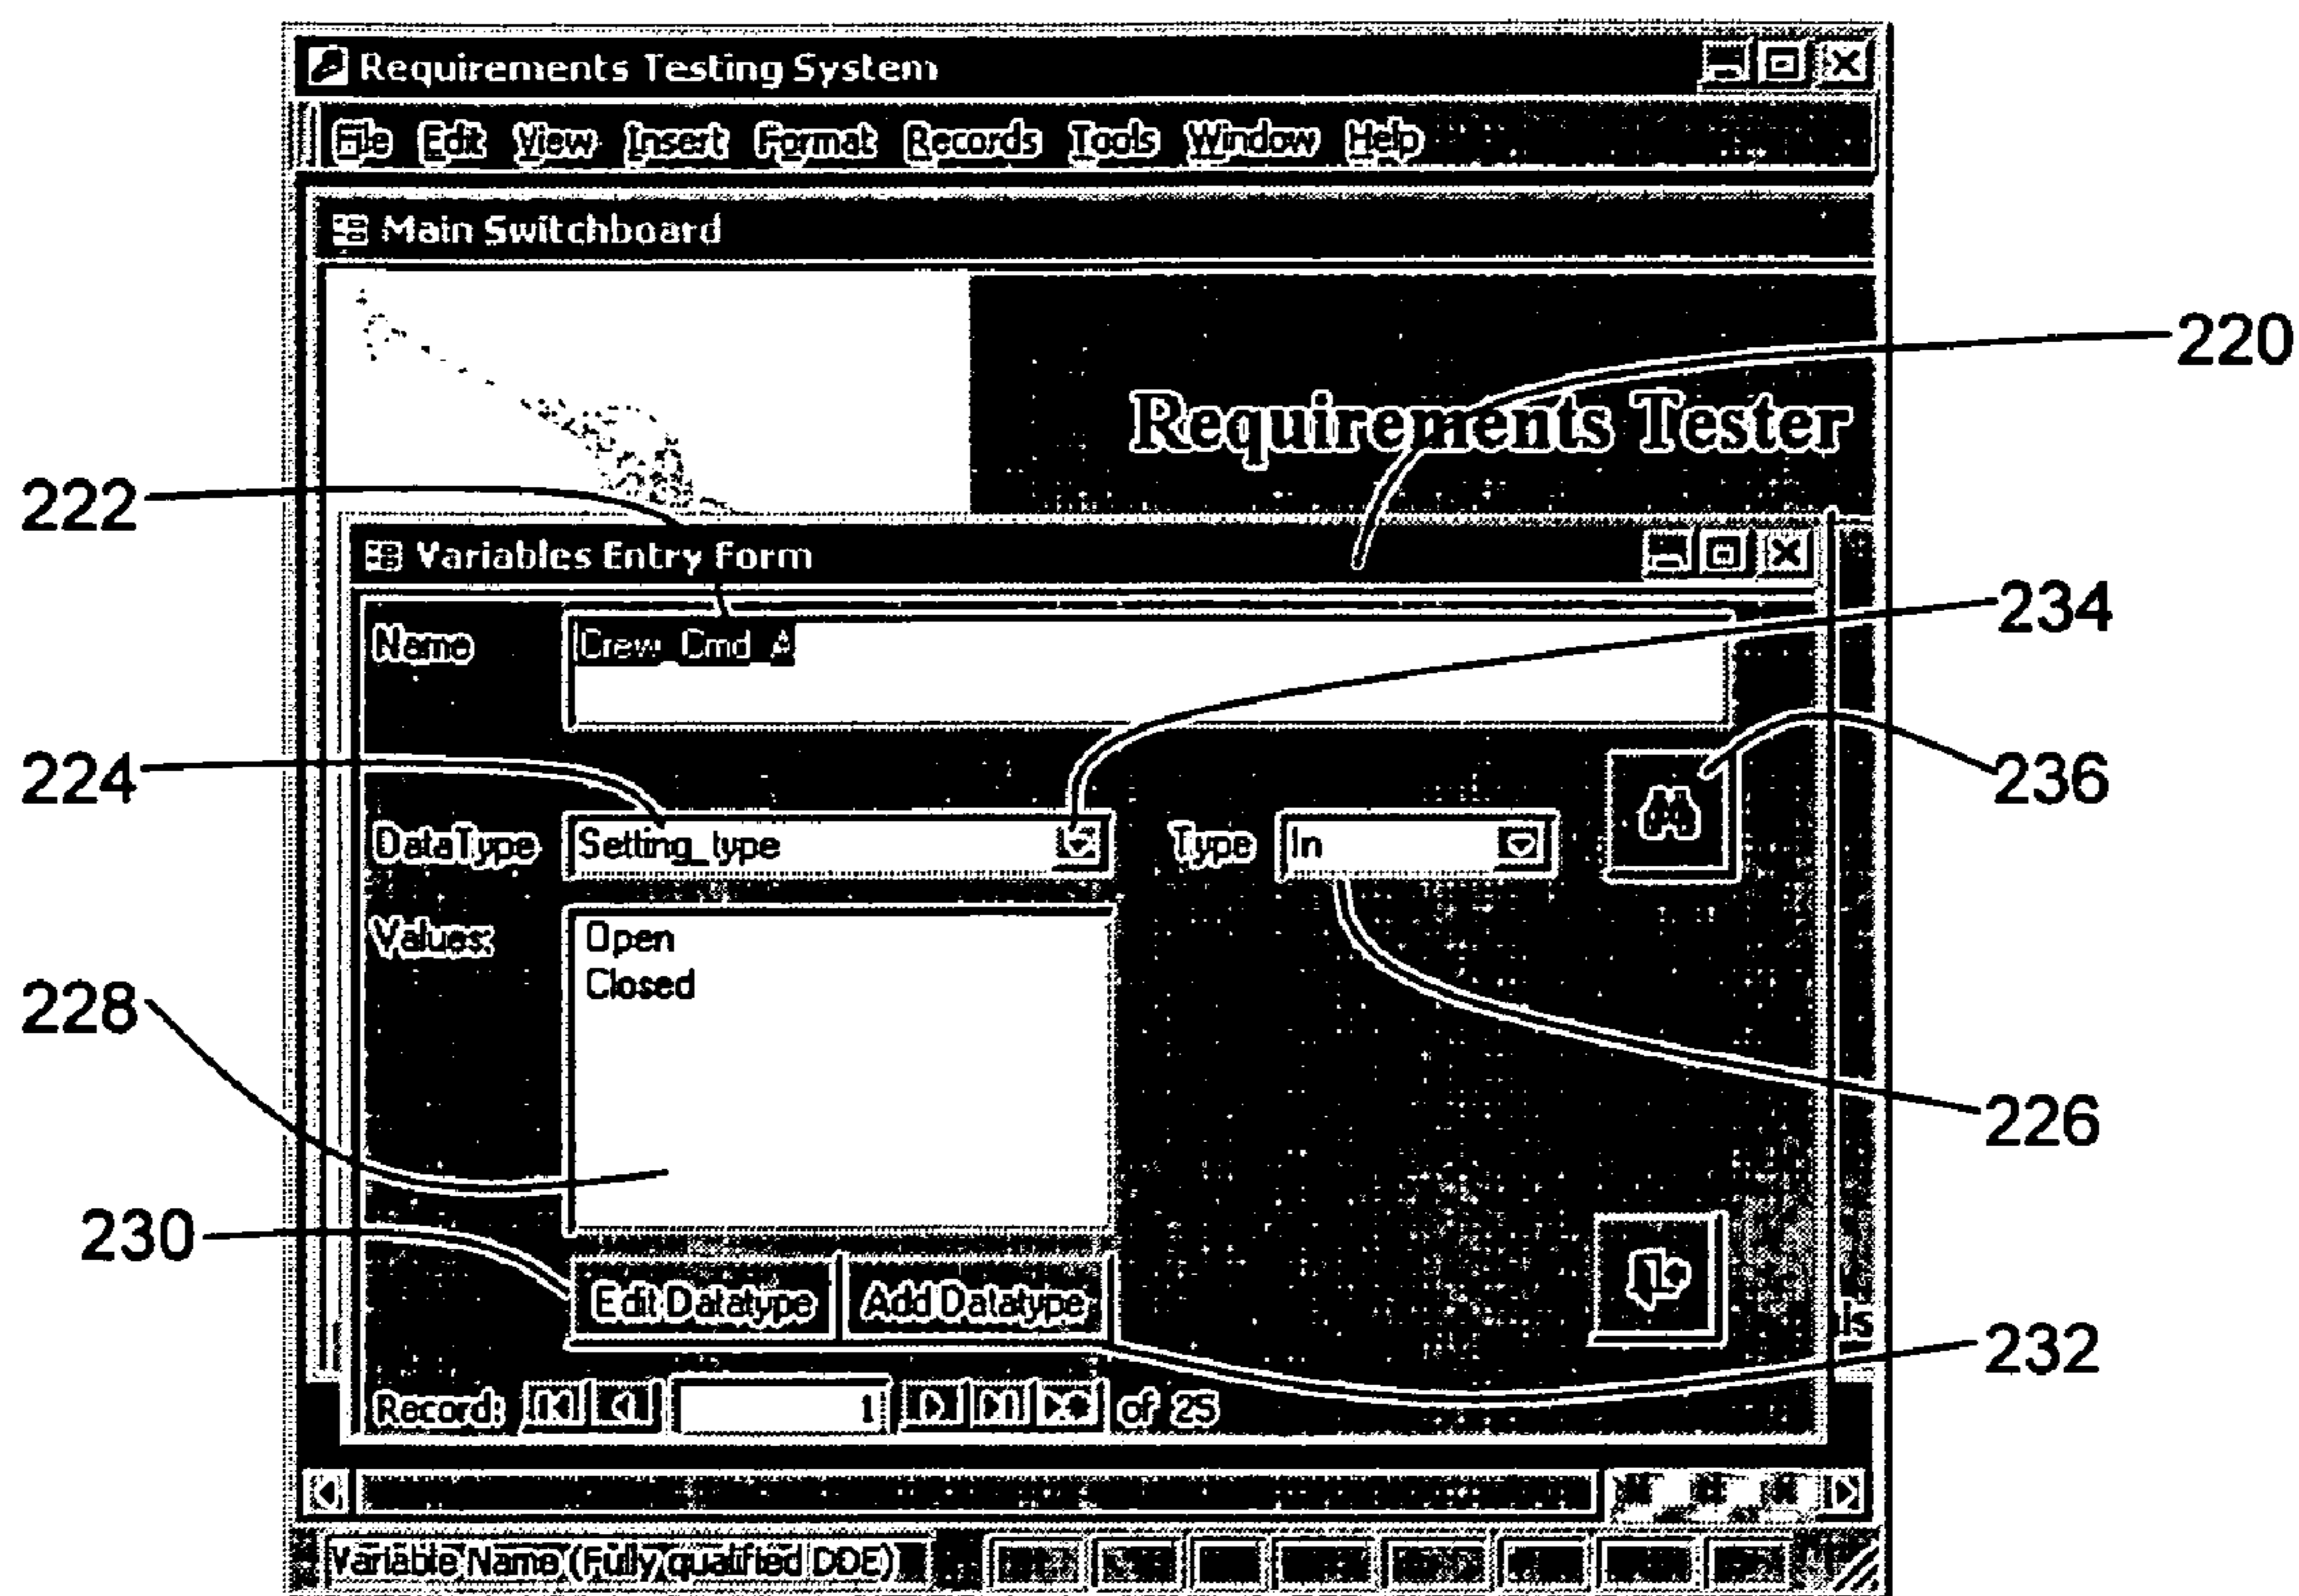 Requirements Testing System
File Edit View Insert Format Records Tools Window Help
Main Switchboard
220
Requirements Tester
222
Variables Entry Form
234
Name Crew_Cmd_A
224
236
DataType Setting_type Type In
Values: Open
Closed
228
226
230
Edit Datatype Add Datatype
232
Record: 1 of 25
Variable Name (Fully qualified DDE)